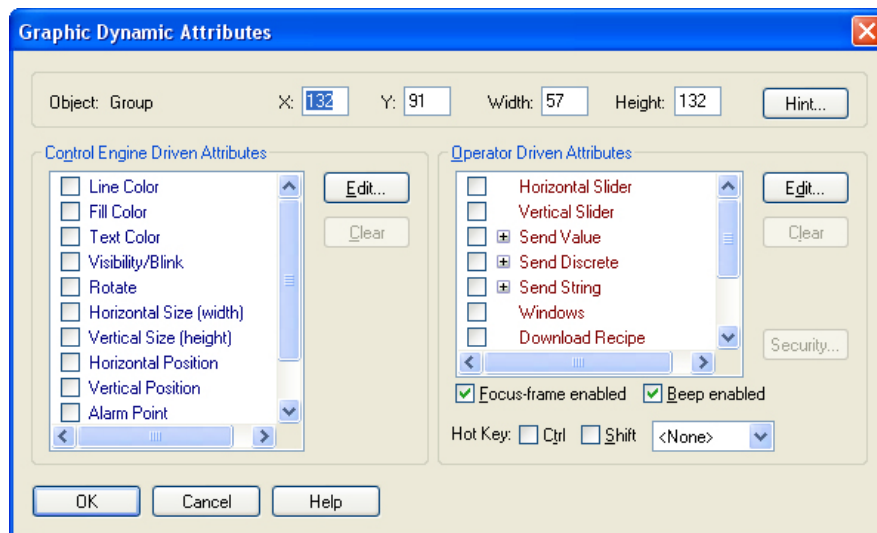 Graphic Dynamic Attributes
Object: Group X: 132 Y: 91 Width: 57 Height: 132 Hint...
Control Engine Driven Attributes
Line Color
Fill Color
Text Color
Visibility/Blink
Rotate
Horizontal Size (width)
Vertical Size (height)
Horizontal Position
Vertical Position
Alarm Point
Edit...
Clear
Operator Driven Attributes
Horizontal Slider
Vertical Slider
Send Value
Send Discrete
Send String
Windows
Download Recipe
Edit...
Clear
Security...
Focus-frame enabled Beep enabled
Hot Key: Ctrl Shift <None>
OK Cancel Help